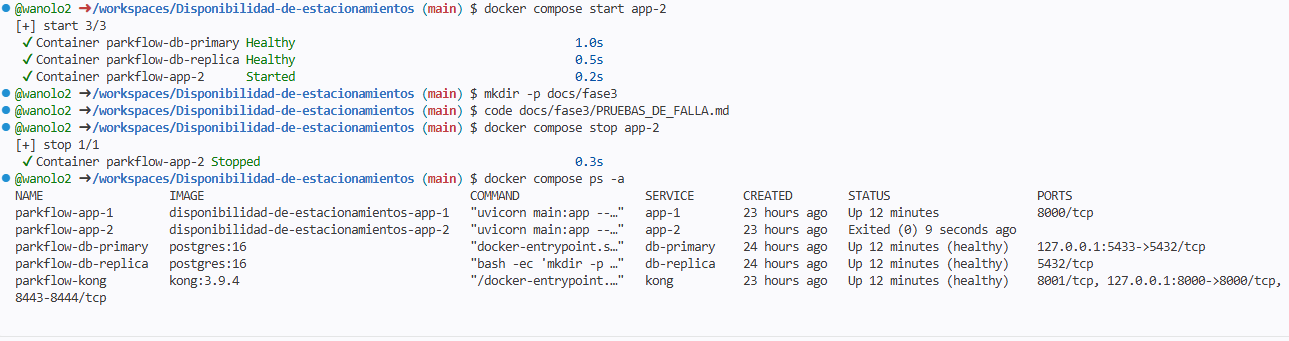 @wanolo2 ➜/workspaces/Disponibilidad-de-estacionamientos (main) $ docker compose start app-2
[+] start 3/3
✓ Container parkflow-db-primary Healthy 1.0s
✓ Container parkflow-db-replica Healthy 0.5s
✓ Container parkflow-app-2 Started 0.2s
@wanolo2 ➜/workspaces/Disponibilidad-de-estacionamientos (main) $ mkdir -p docs/fase3
@wanolo2 ➜/workspaces/Disponibilidad-de-estacionamientos (main) $ code docs/fase3/PRUEBAS_DE_FALLA.md
@wanolo2 ➜/workspaces/Disponibilidad-de-estacionamientos (main) $ docker compose stop app-2
[+] stop 1/1
✓ Container parkflow-app-2 Stopped 0.3s
@wanolo2 ➜/workspaces/Disponibilidad-de-estacionamientos (main) $ docker compose ps -a
NAME IMAGE COMMAND SERVICE CREATED STATUS PORTS
parkflow-app-1 disponibilidad-de-estacionamientos-app-1 "uvicorn main:app --…" app-1 23 hours ago Up 12 minutes 8000/tcp
parkflow-app-2 disponibilidad-de-estacionamientos-app-2 "uvicorn main:app --…" app-2 23 hours ago Exited (0) 9 seconds ago
parkflow-db-primary postgres:16 "docker-entrypoint.s…" db-primary 24 hours ago Up 12 minutes (healthy) 127.0.0.1:5433->5432/tcp
parkflow-db-replica postgres:16 "bash -ec 'mkdir -p …" db-replica 24 hours ago Up 12 minutes (healthy) 5432/tcp
parkflow-kong kong:3.9.4 "/docker-entrypoint.…" kong 23 hours ago Up 12 minutes (healthy) 8001/tcp, 127.0.0.1:8000->8000/tcp,
8443-8444/tcp